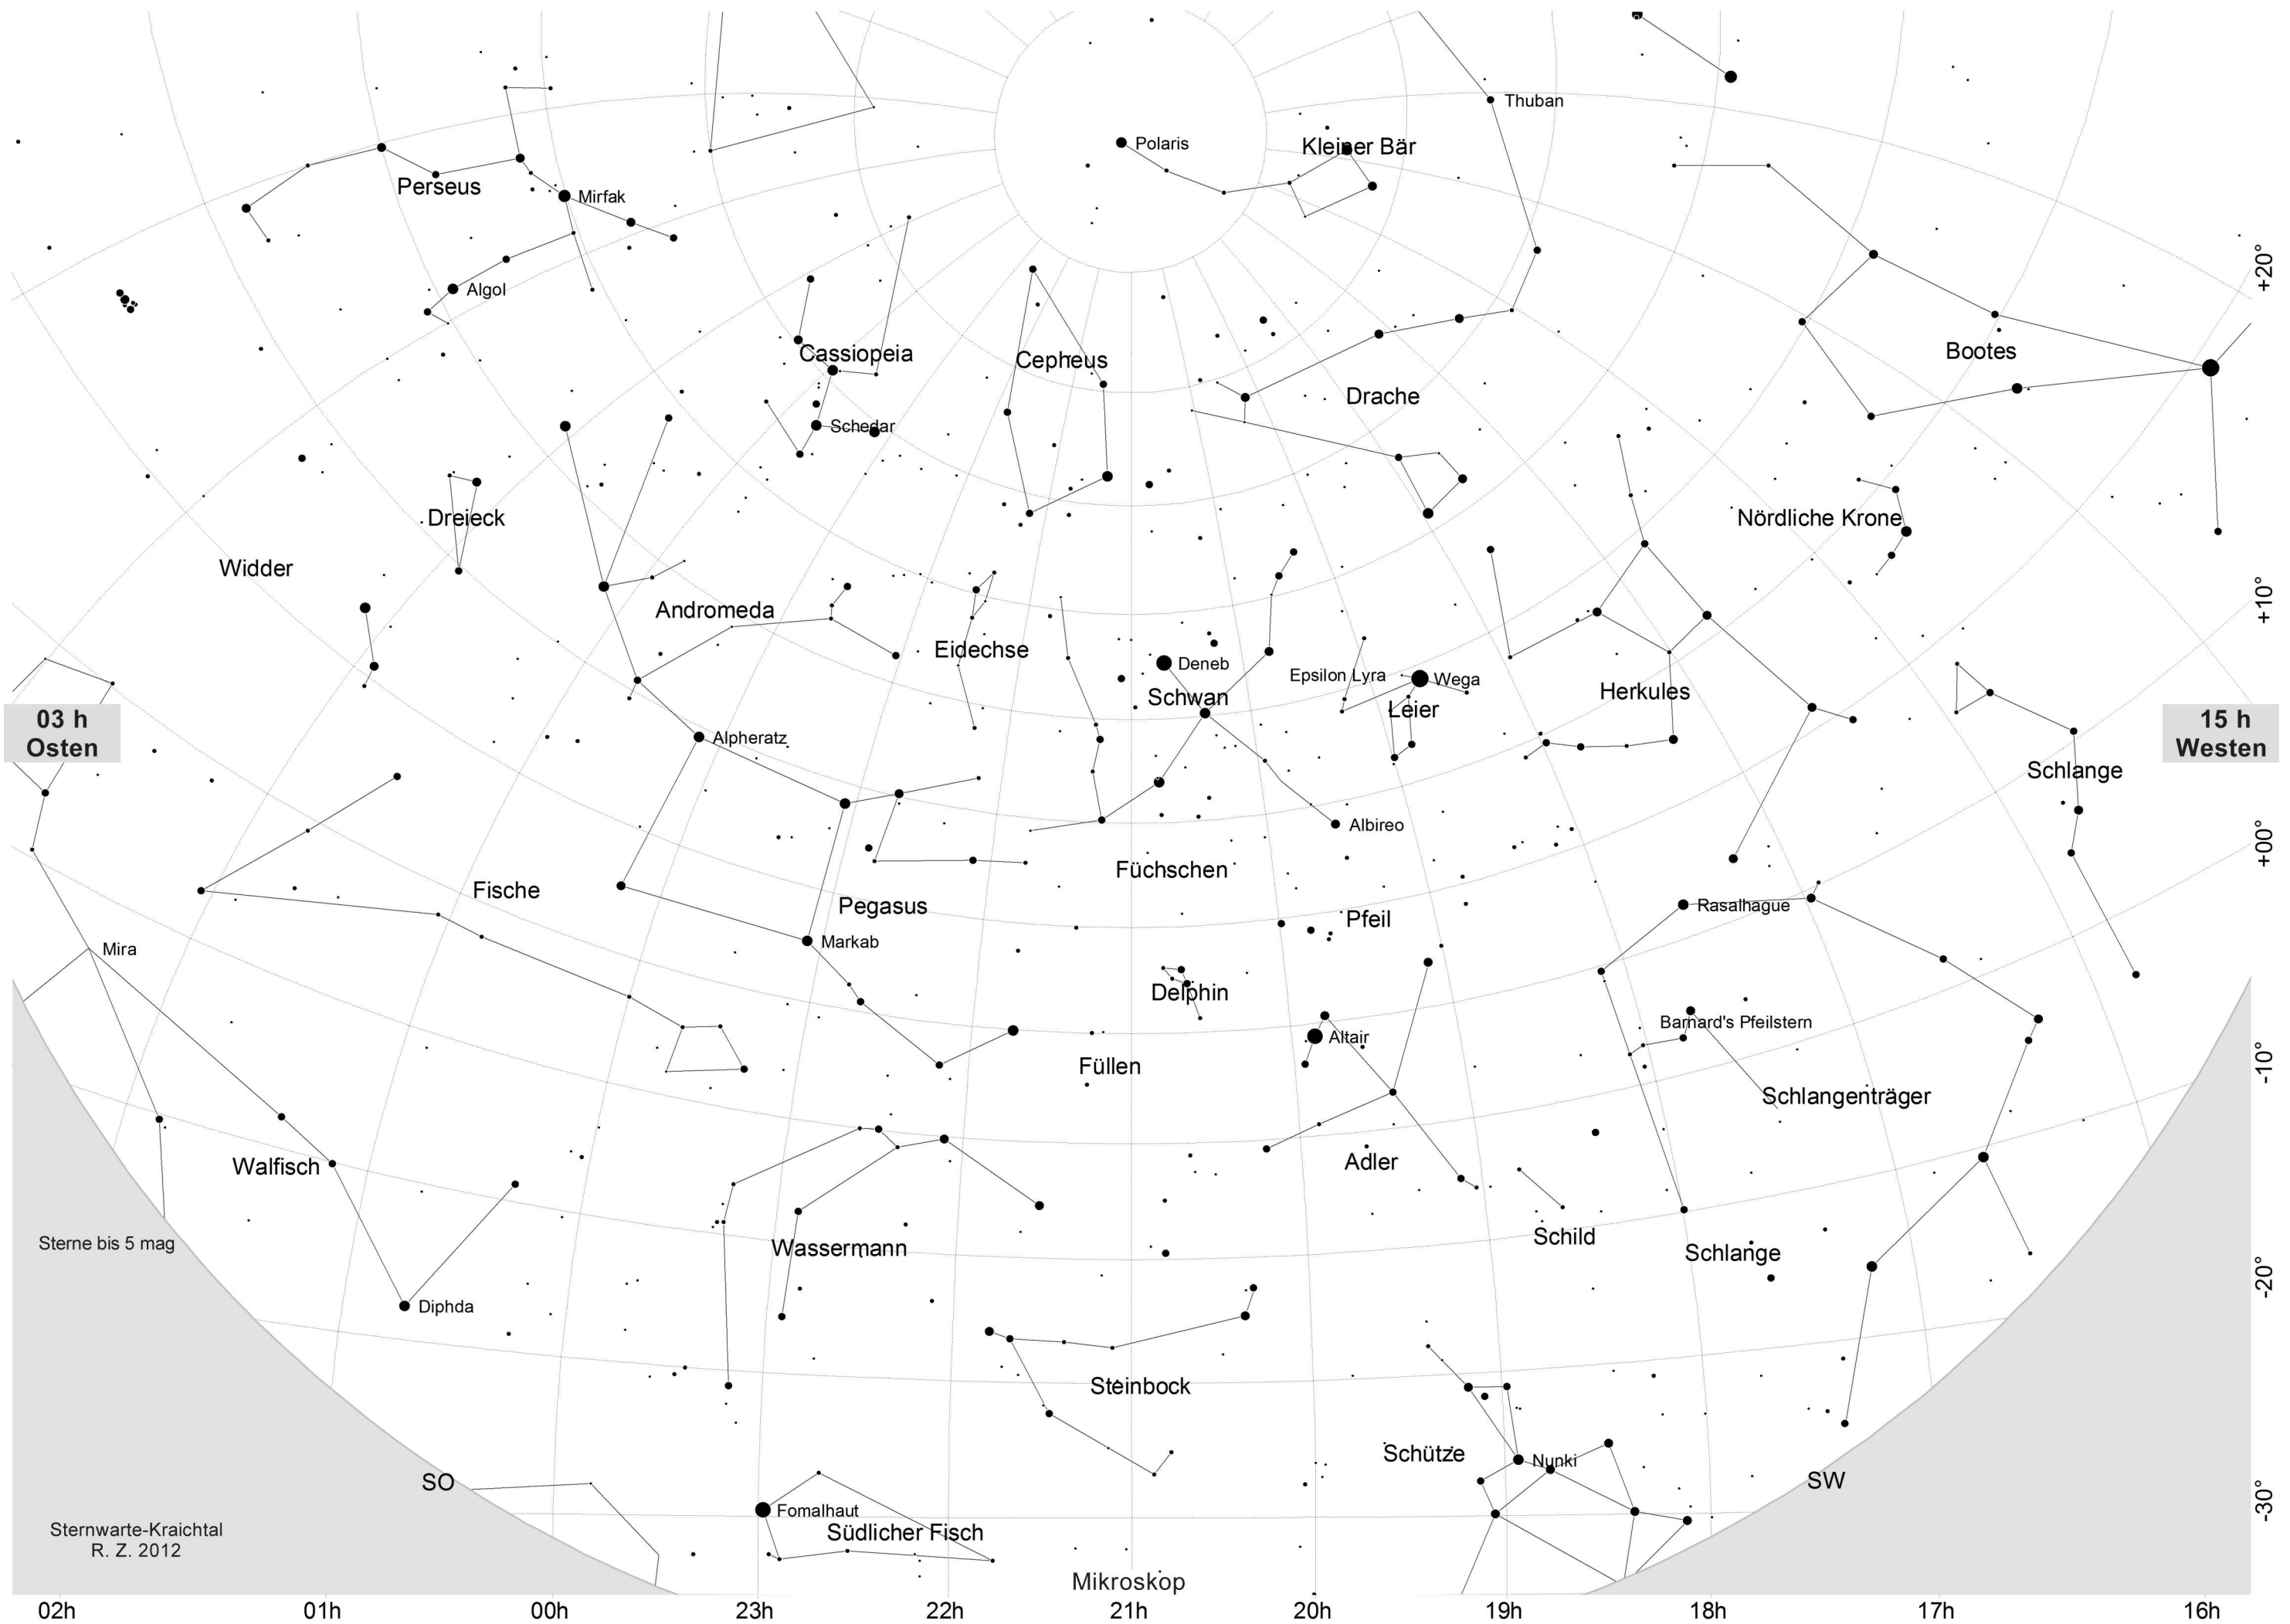 Thuban
Polaris
Kleiner Bär
Perseus
Mirfak
+20°
Algol
Cassiopeia
Cepheus
Bootes
Drache
Schedar
Dreieck
Nördliche Krone
Widder
+10°
Andromeda
Eidechse
Deneb
Epsilon Lyra
Wega
Schwan
Herkules
Leier
03 h
Osten
15 h
Westen
Alpheratz
Schlange
Albireo
+00°
Füchschen
Fische
Pegasus
Rasalhague
Pfeil
Markab
Mira
Delphin
Barnard's Pfeilstern
Altair
Füllen
-10°
Schlangenträger
Adler
Walfisch
Schild
Sterne bis 5 mag
Wassermann
Schlange
-20°
Diphda
Steinbock
Schütze
Nunki
SO
SW
-30°
Fomalhaut
Südlicher Fisch
Sternwarte-Kraichtal
R. Z. 2012
Mikroskop
02h 01h 00h 23h 22h 21h 20h 19h 18h 17h 16h